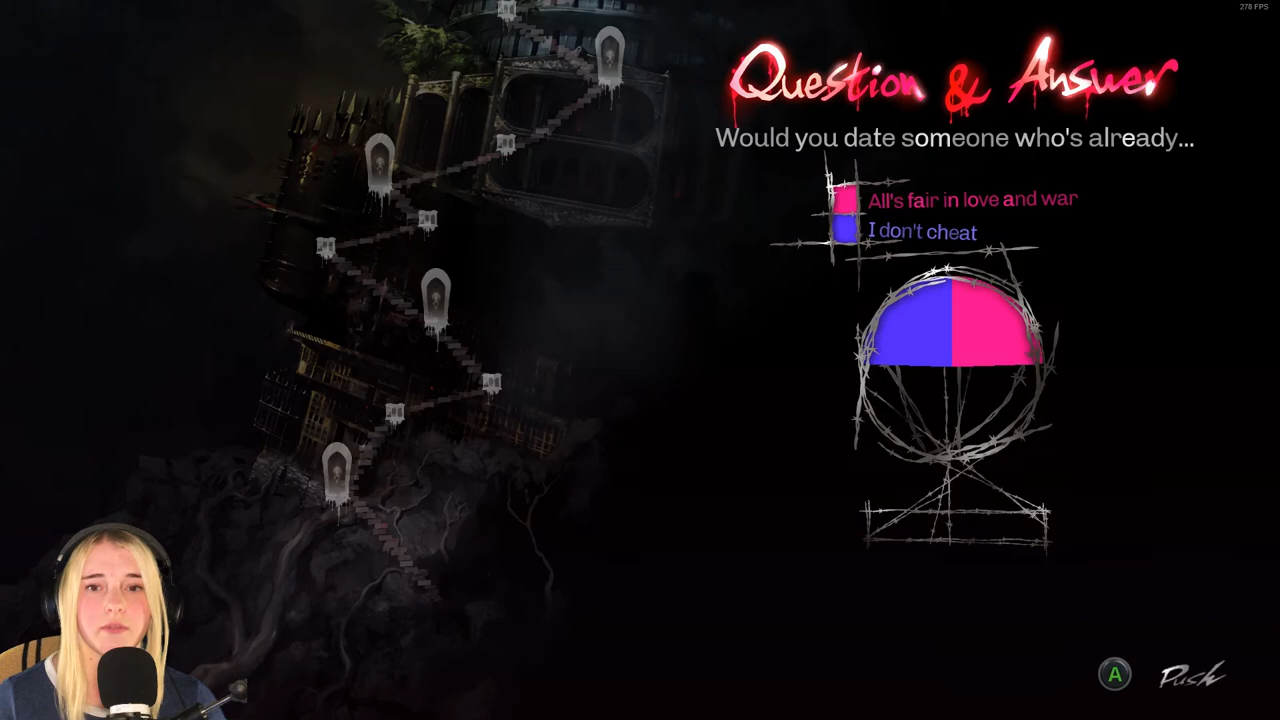 278 FPS
Question & Answer
Would you date someone who's already...
All's fair in love and war
I don't cheat
A Push